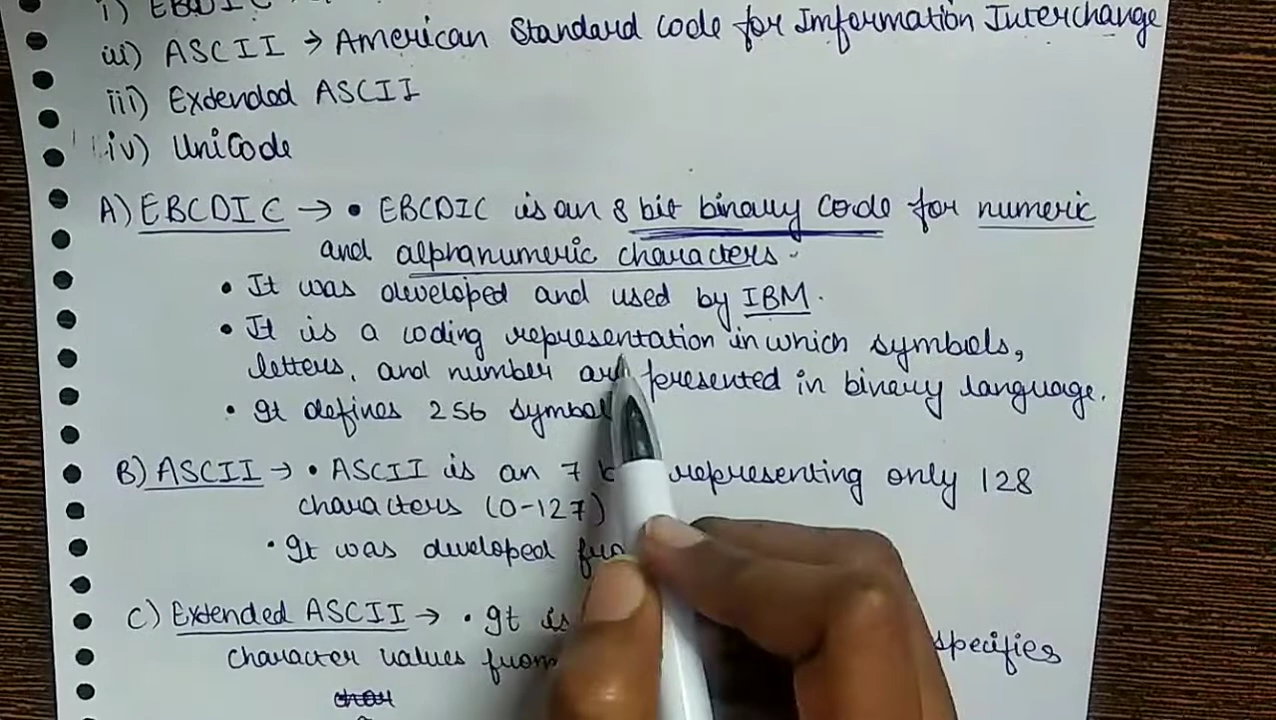 i) EBCDIC
iii) ASCII → American Standard Code for Information Interchange
iii) Extended ASCII
iv) UniCode
A) EBCDIC → • EBCDIC is an 8 bit binary code for numeric
and alphanumeric characters.
• It was developed and used by IBM.
• It is a coding representation in which symbols,
letters, and number are presented in binary language.
• It defines 256 symbol
B) ASCII → • ASCII is an 7 representing only 128
characters (0-127)
• It was developed
C) Extended ASCII → • It is specifies
character values from